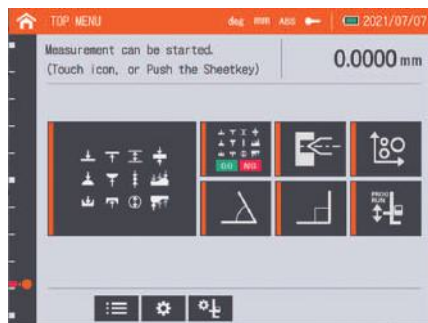 TOP MENU deg mm ABS 2021/07/07
Measurement can be started.
(Touch icon, or Push the Sheetkey)
0.0000 mm
GO NG
PROG
RUN